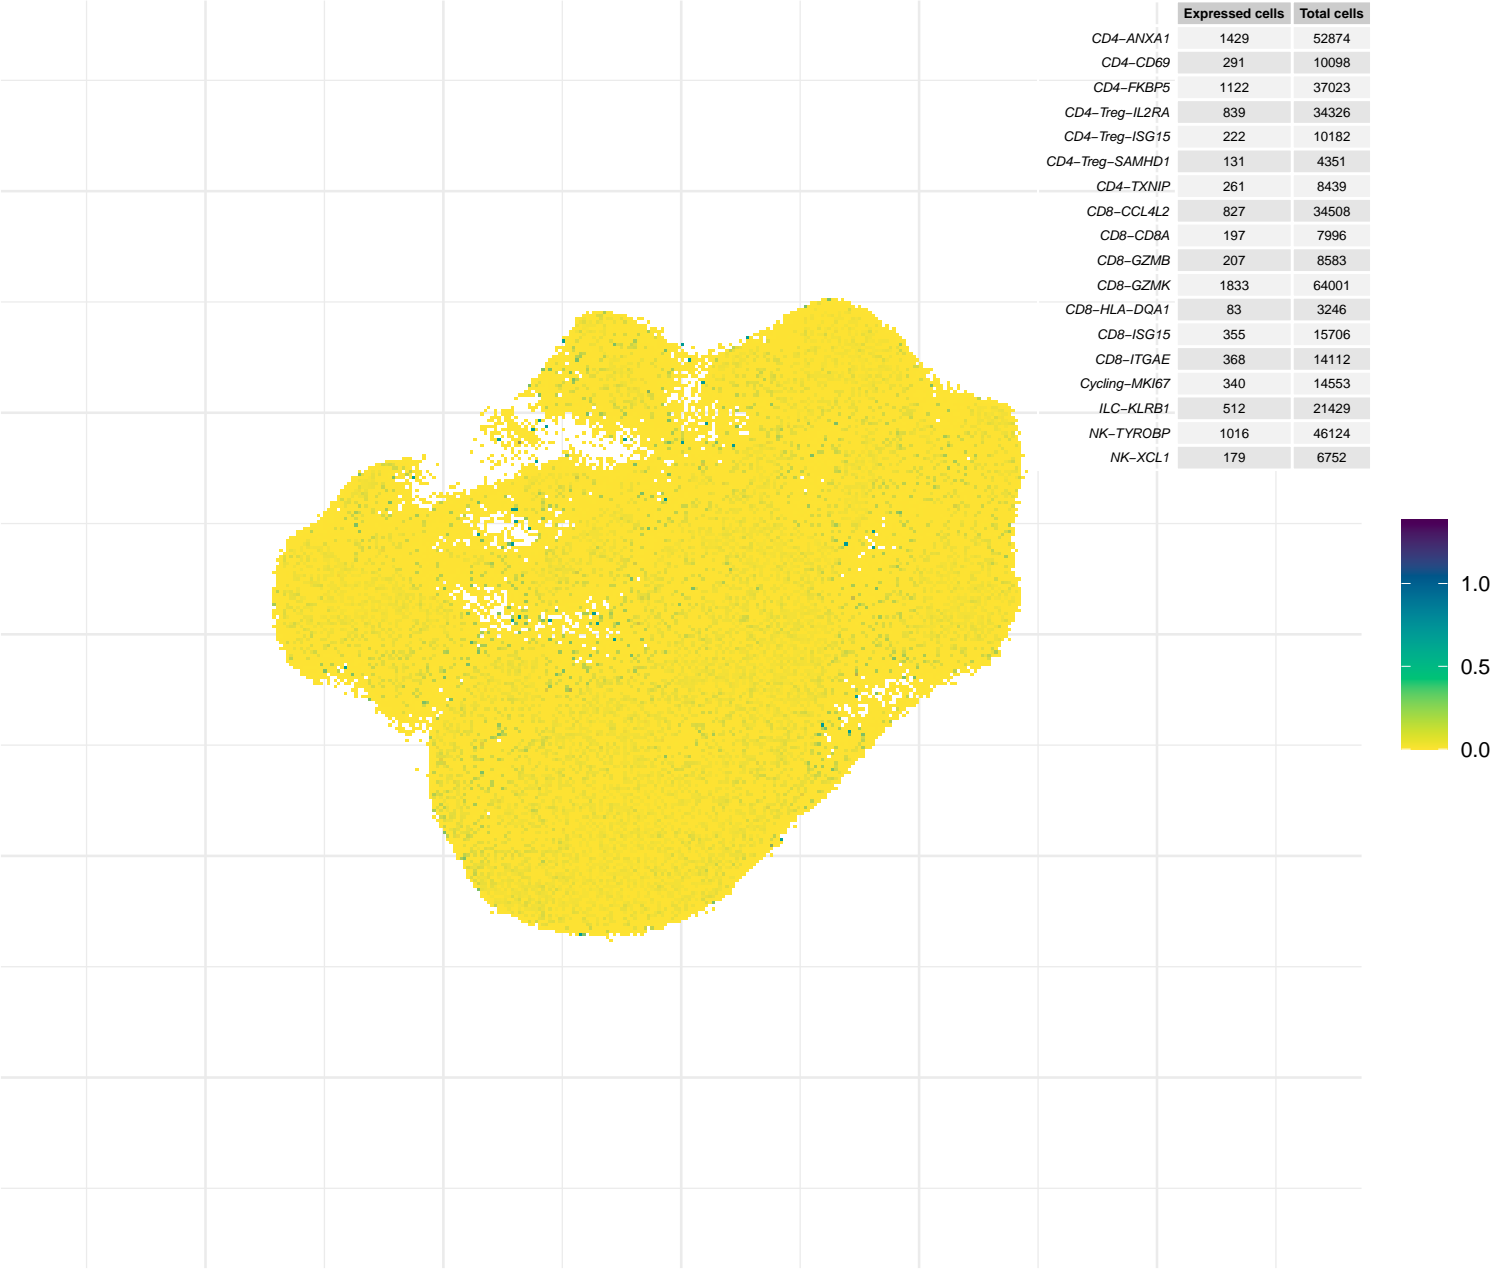 Expressed cells Total cells
CD4−ANXA1 1429 52874
CD4−CD69 291 10098
CD4−FKBP5 1122 37023
CD4−Treg−IL2RA 839 34326
CD4−Treg−ISG15 222 10182
CD4−Treg−SAMHD1 131 4351
CD4−TXNIP 261 8439
CD8−CCL4L2 827 34508
CD8−CD8A 197 7996
CD8−GZMB 207 8583
CD8−GZMK 1833 64001
CD8−HLA−DQA1 83 3246
CD8−ISG15 355 15706
CD8−ITGAE 368 14112
Cycling−MKI67 340 14553
ILC−KLRB1 512 21429
NK−TYROBP 1016 46124
NK−XCL1 179 6752
1.0
0.5
0.0